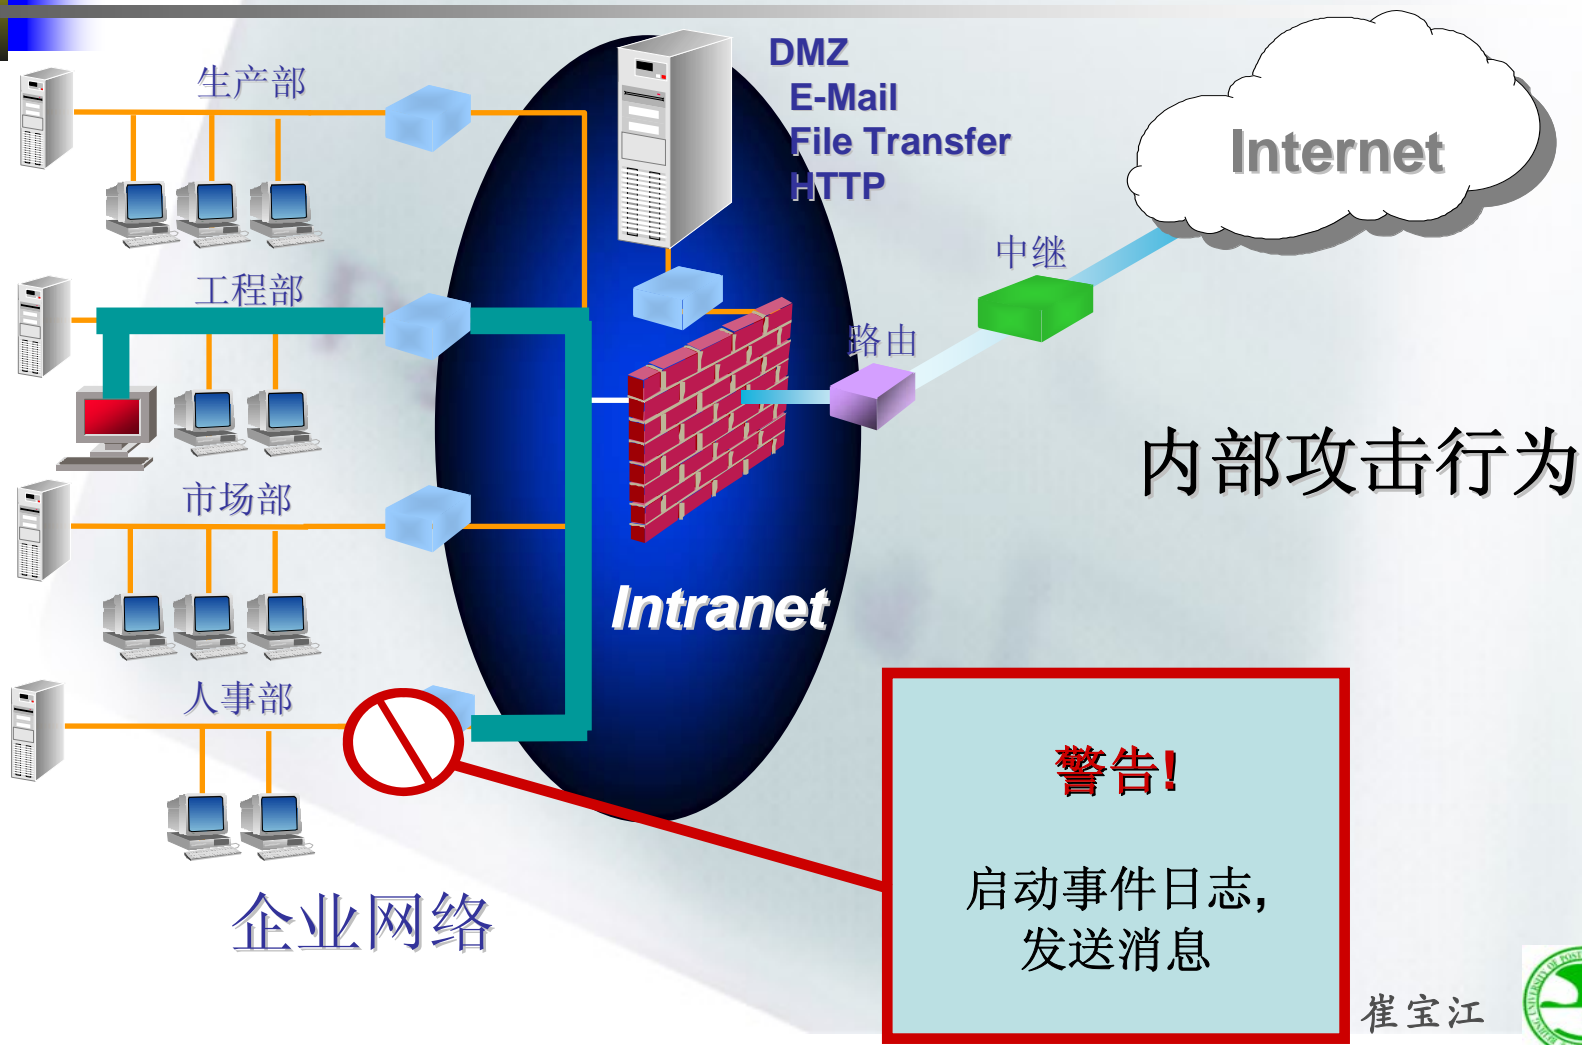 生产部
DMZ
E-Mail
File Transfer
HTTP
Internet
中继
工程部
路由
内部攻击行为
市场部
Intranet
人事部
警告!
启动事件日志,
发送消息
企业网络
崔宝江